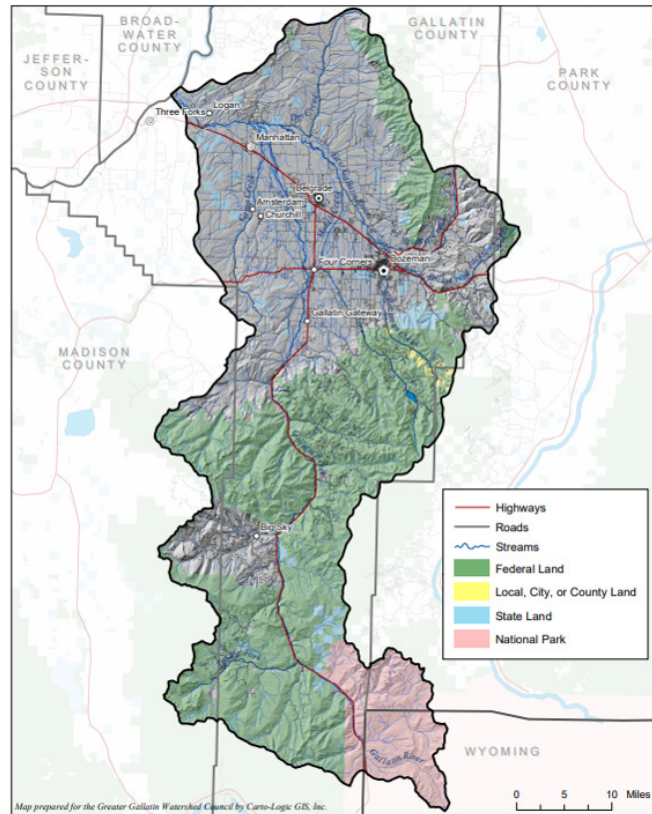 BROAD-
WATER
COUNTY
GALLATIN
COUNTY
JEFFER-
SON
COUNTY
PARK
COUNTY
Three Forks
Logan
Manhattan
Belgrade
Amsterdam
Churchill
Four Corners
Bozeman
Gallatin Gateway
MADISON
COUNTY
Big Sky
Gallatin River
WYOMING
Highways
Roads
Streams
Federal Land
Local, City, or County Land
State Land
National Park
0 5 10 Miles
Map prepared for the Greater Gallatin Watershed Council by Carto-Logic GIS, Inc.